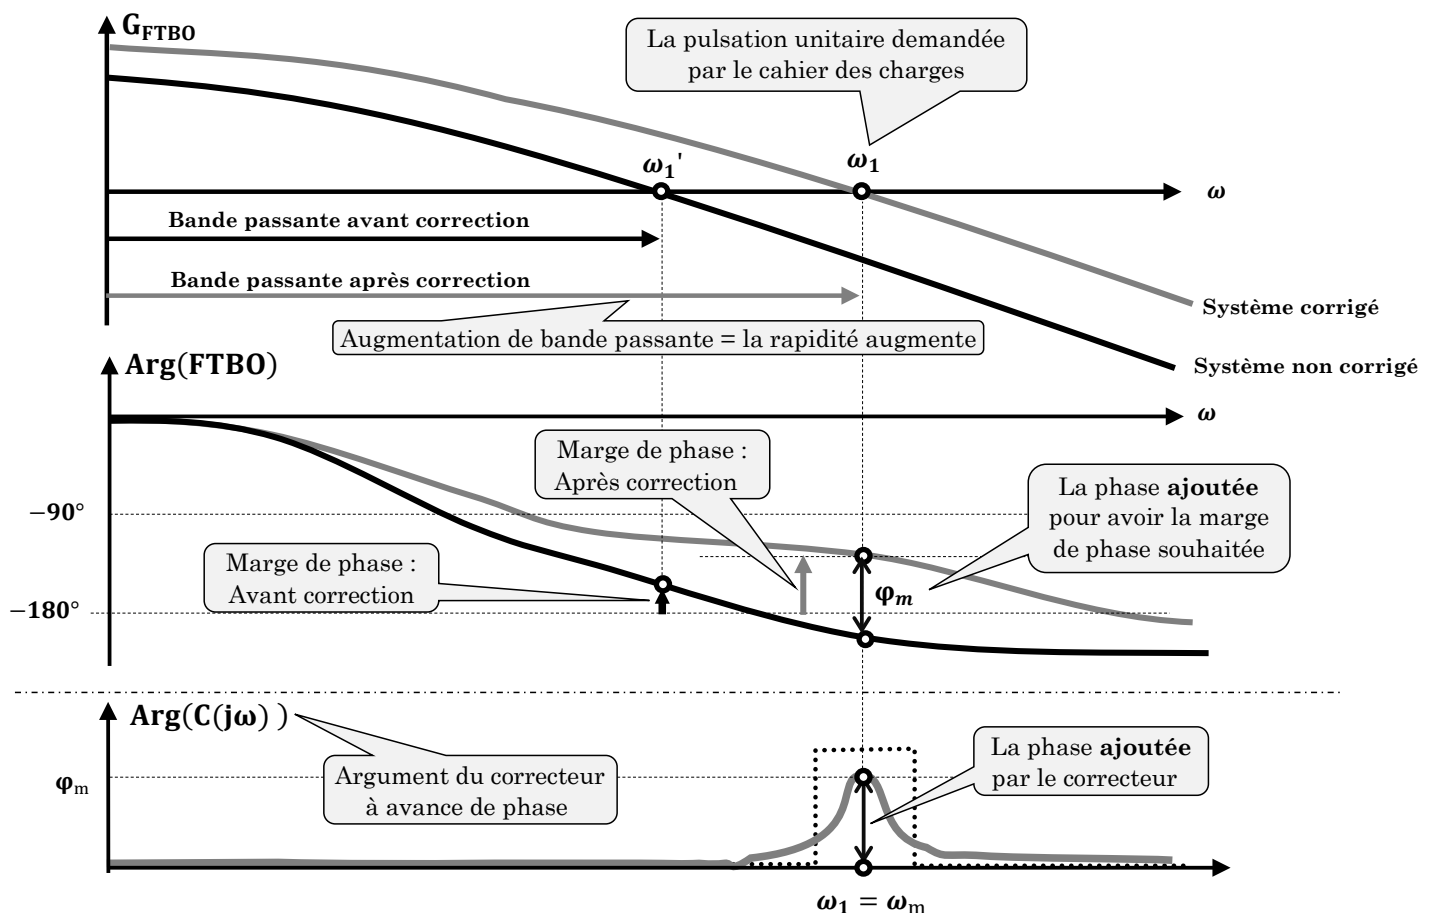 G_FTBO
La pulsation unitaire demandée
par le cahier des charges
ω₁'
ω₁
ω
Bande passante avant correction
Bande passante après correction
Système corrigé
Augmentation de bande passante = la rapidité augmente
Système non corrigé
Arg(FTBO)
ω
Marge de phase :
Après correction
La phase ajoutée
pour avoir la marge
de phase souhaitée
−90°
Marge de phase :
Avant correction
φₘ
−180°
Arg(C(jω) )
La phase ajoutée
par le correcteur
Argument du correcteur
à avance de phase
φₘ
ω₁ = ωₘ